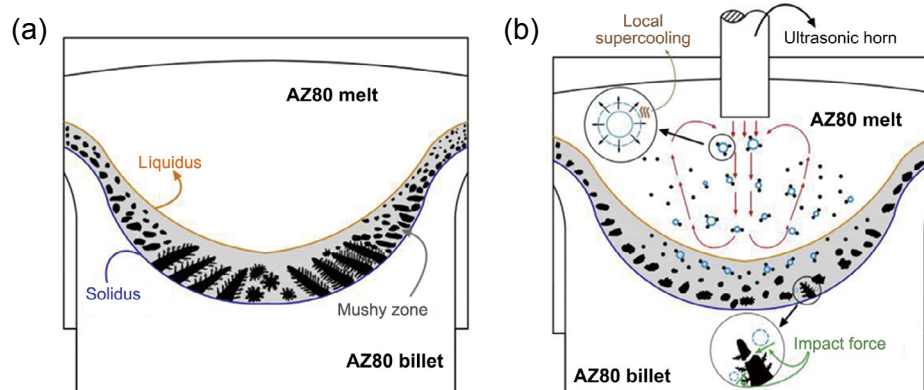 (a)
AZ80 melt
Liquidus
Solidus
Mushy zone
AZ80 billet
(b)
Local
supercooling
Ultrasonic horn
AZ80 melt
Impact force
AZ80 billet